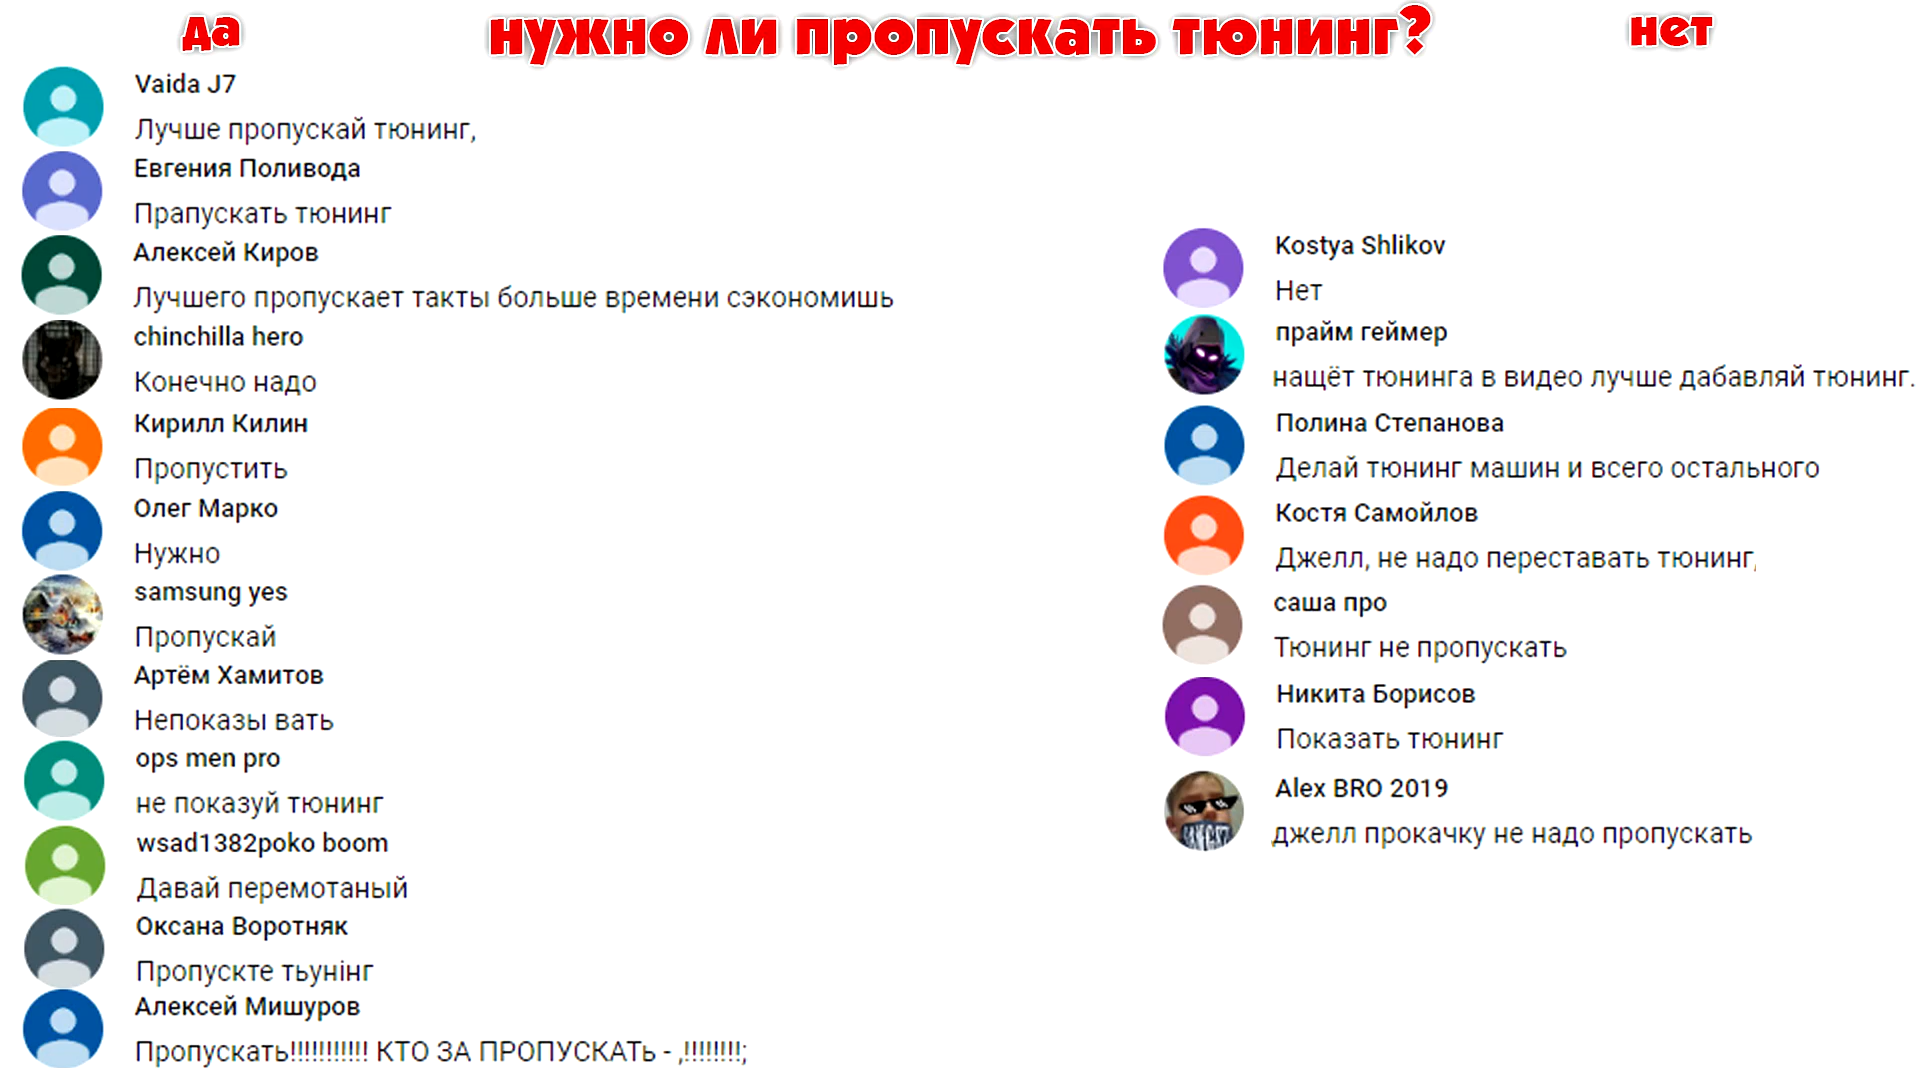 да нужно ли пропускать тюнинг? нет
Vaida J7
Лучше пропускай тюнинг,
Евгения Поливода
Прапускать тюнинг
Алексей Киров
Лучшего пропускает такты больше времени сэкономишь
chinchilla hero
Конечно надо
Кирилл Килин
Пропустить
Олег Марко
Нужно
samsung yes
Пропускай
Артём Хамитов
Непоказы вать
ops men pro
не показуй тюнинг
wsad1382poko boom
Давай перемотаный
Оксана Воротняк
Пропускте тьунінг
Алексей Мишуров
Пропускать!!!!!!!!!!! КТО ЗА ПРОПУСКАТЬ - ,!!!!!!!!;
Kostya Shlikov
Нет
прайм геймер
нащёт тюнинга в видео лучше дабавляй тюнинг.
Полина Степанова
Делай тюнинг машин и всего остального
Костя Самойлов
Джелл, не надо переставать тюнинг,
саша про
Тюнинг не пропускать
Никита Борисов
Показать тюнинг
Alex BRO 2019
джелл прокачку не надо пропускать